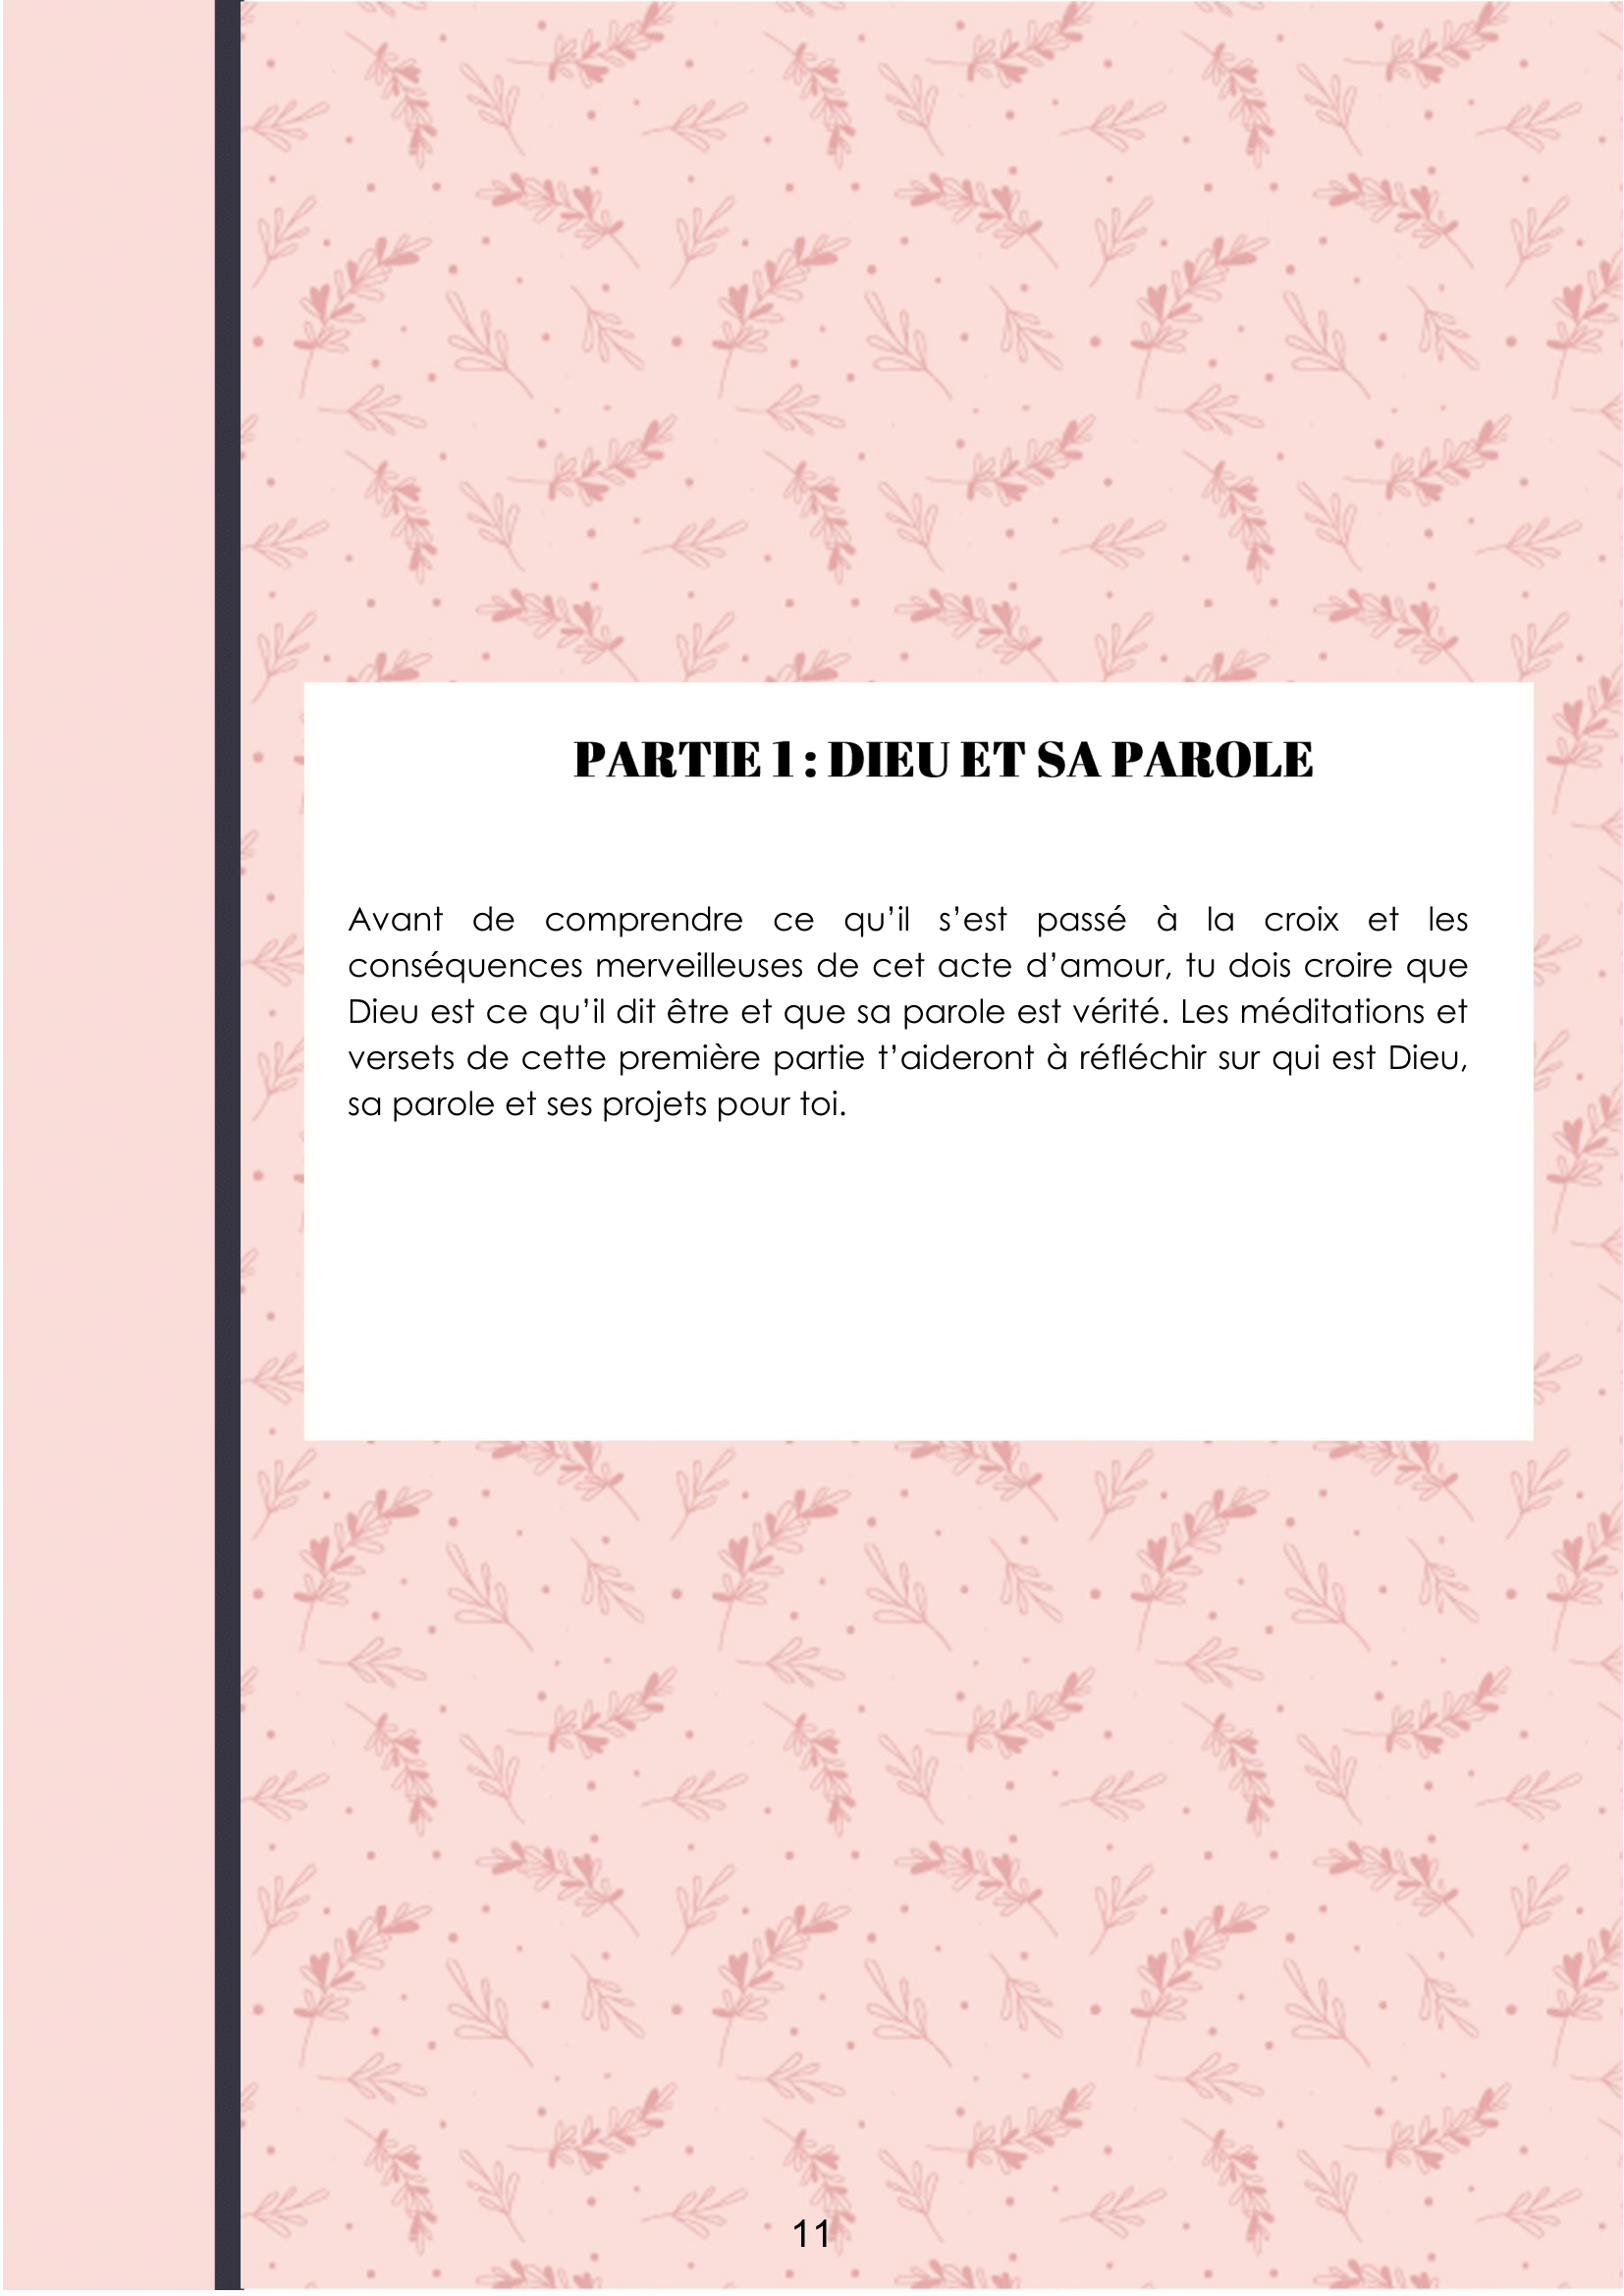 PARTIE 1 : DIEU ET SA PAROLE
Avant de comprendre ce qu’il s’est passé à la croix et les
conséquences merveilleuses de cet acte d’amour, tu dois croire que
Dieu est ce qu’il dit être et que sa parole est vérité. Les méditations et
versets de cette première partie t’aideront à réfléchir sur qui est Dieu,
sa parole et ses projets pour toi.
11